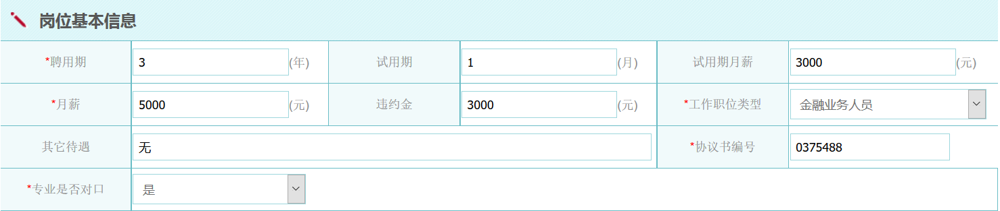 岗位基本信息
*聘用期 3 (年) 试用期 1 (月) 试用期月薪 3000 (元)
*月薪 5000 (元) 违约金 3000 (元) *工作职位类型 金融业务人员
其它待遇 无 *协议书编号 0375488
*专业是否对口 是